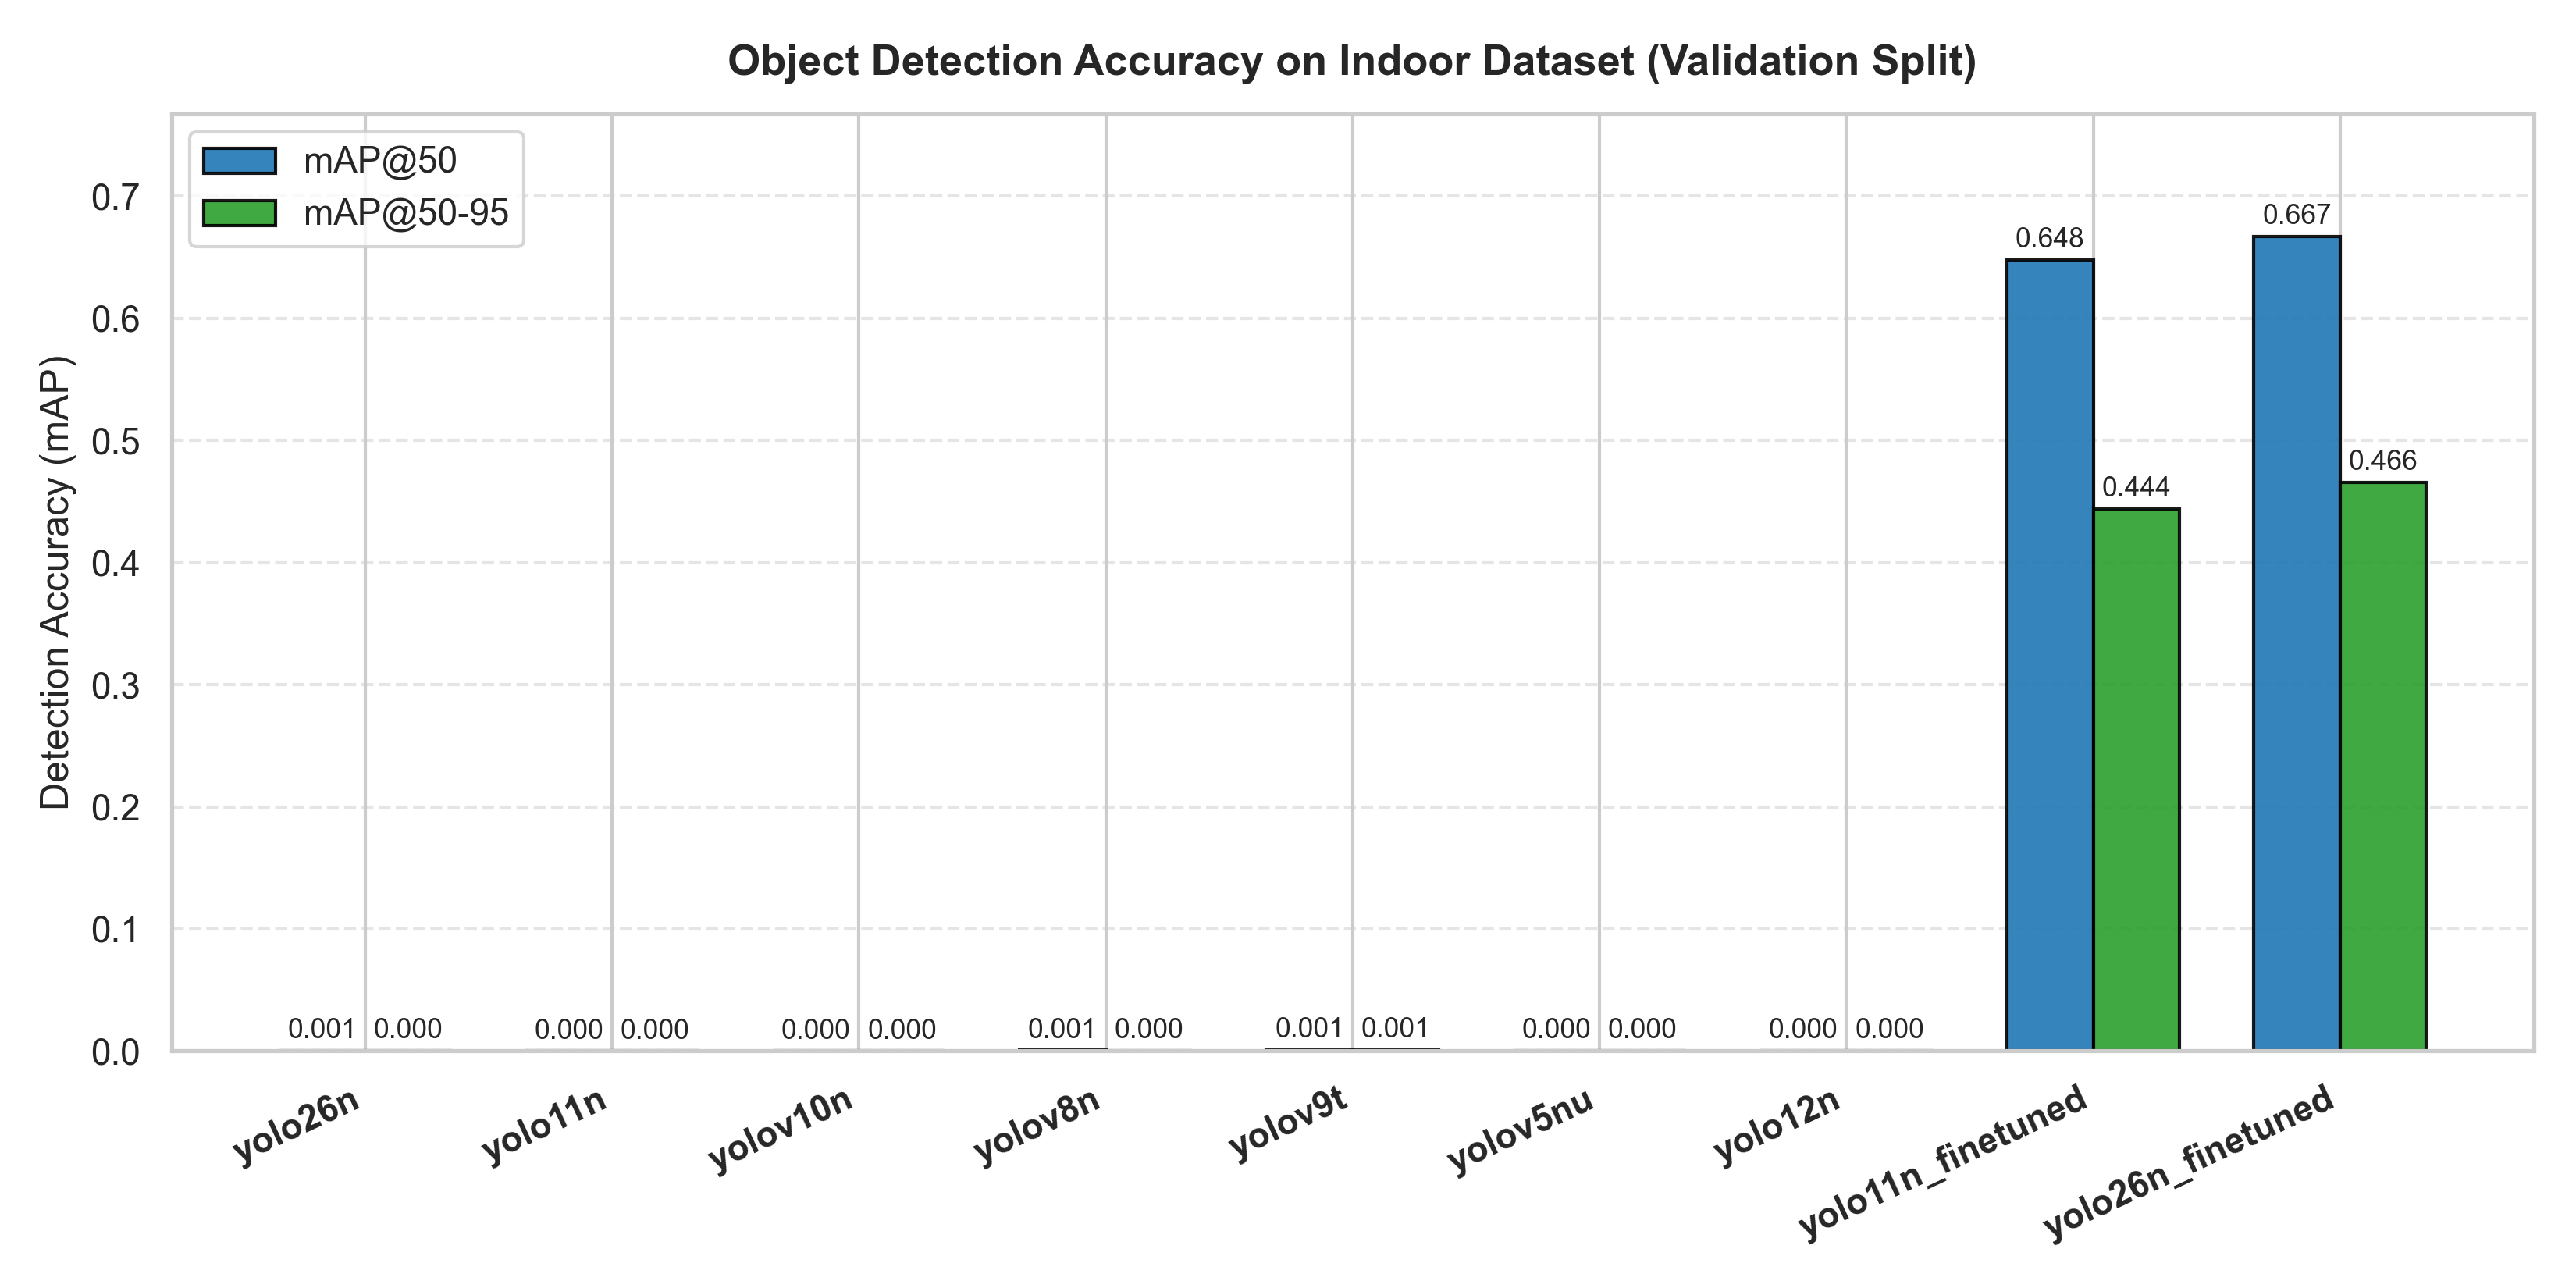 Object Detection Accuracy on Indoor Dataset (Validation Split)
mAP@50
mAP@50-95
Detection Accuracy (mAP)
0.7
0.6
0.5
0.4
0.3
0.2
0.1
0.0
0.001 0.000
0.000 0.000
0.000 0.000
0.001 0.000
0.001 0.001
0.000 0.000
0.000 0.000
0.648
0.444
0.667
0.466
yolo26n
yolo11n
yolov10n
yolov8n
yolov9t
yolov5nu
yolo12n
yolo11n_finetuned
yolo26n_finetuned